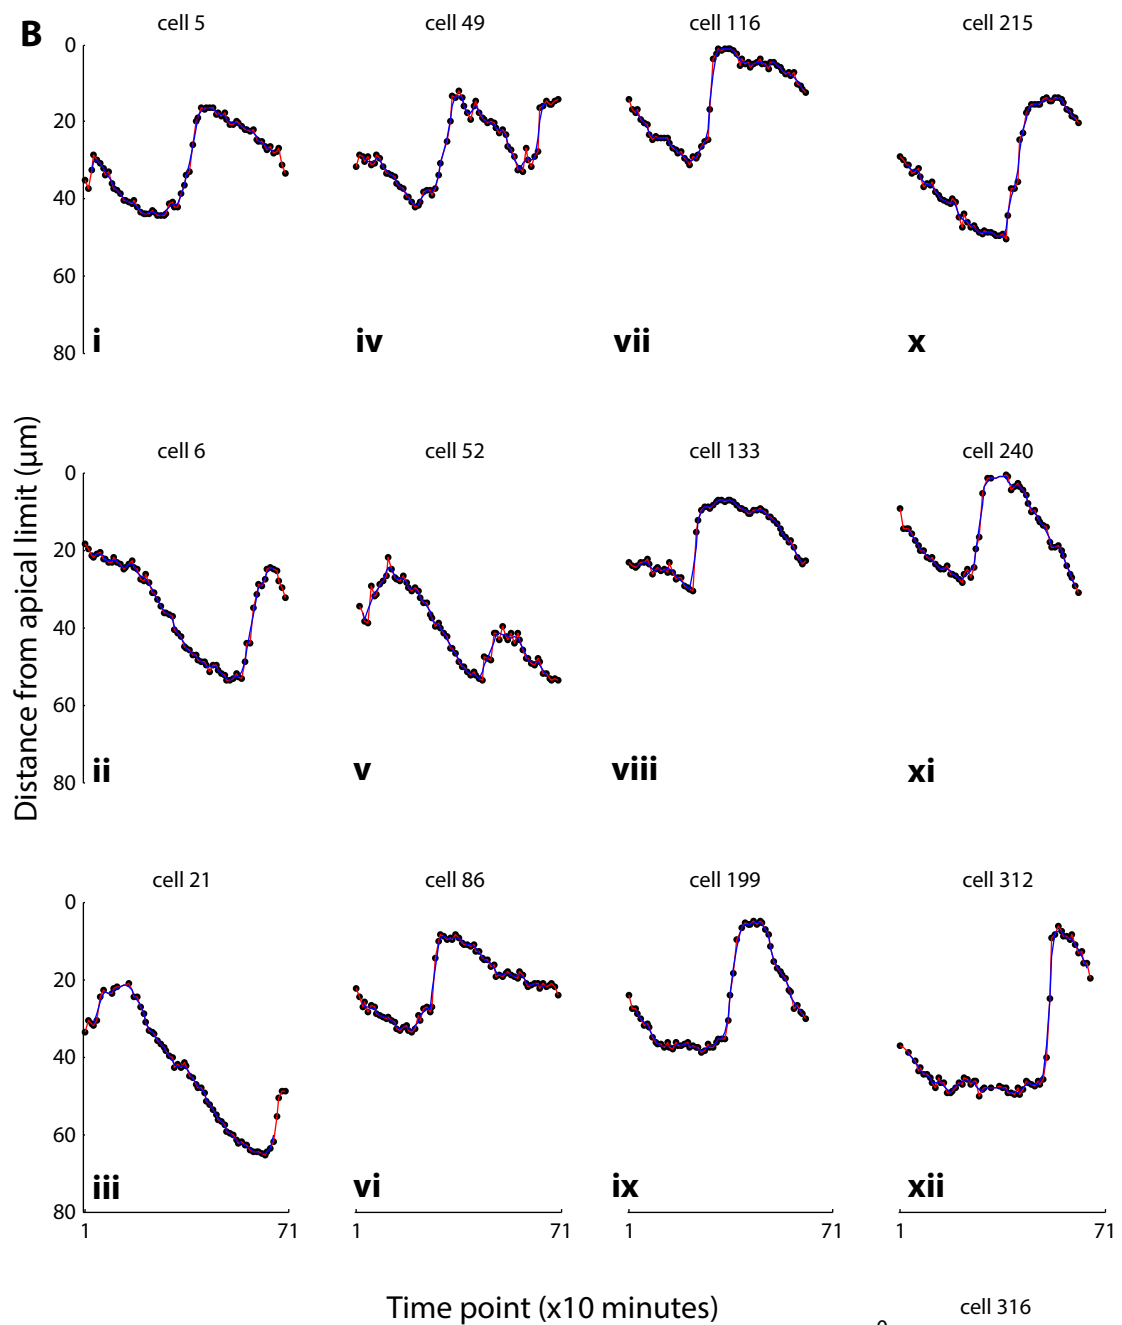 B
cell 5
cell 49
cell 116
cell 215
0
20
40
60
80
i
iv
vii
x
Distance from apical limit (μm)
cell 6
cell 52
cell 133
cell 240
0
20
40
60
80
ii
v
viii
xi
cell 21
cell 86
cell 199
cell 312
0
20
40
60
80
iii
vi
ix
xii
1
71
1
71
1
71
1
71
Time point (x10 minutes)
cell 316
0